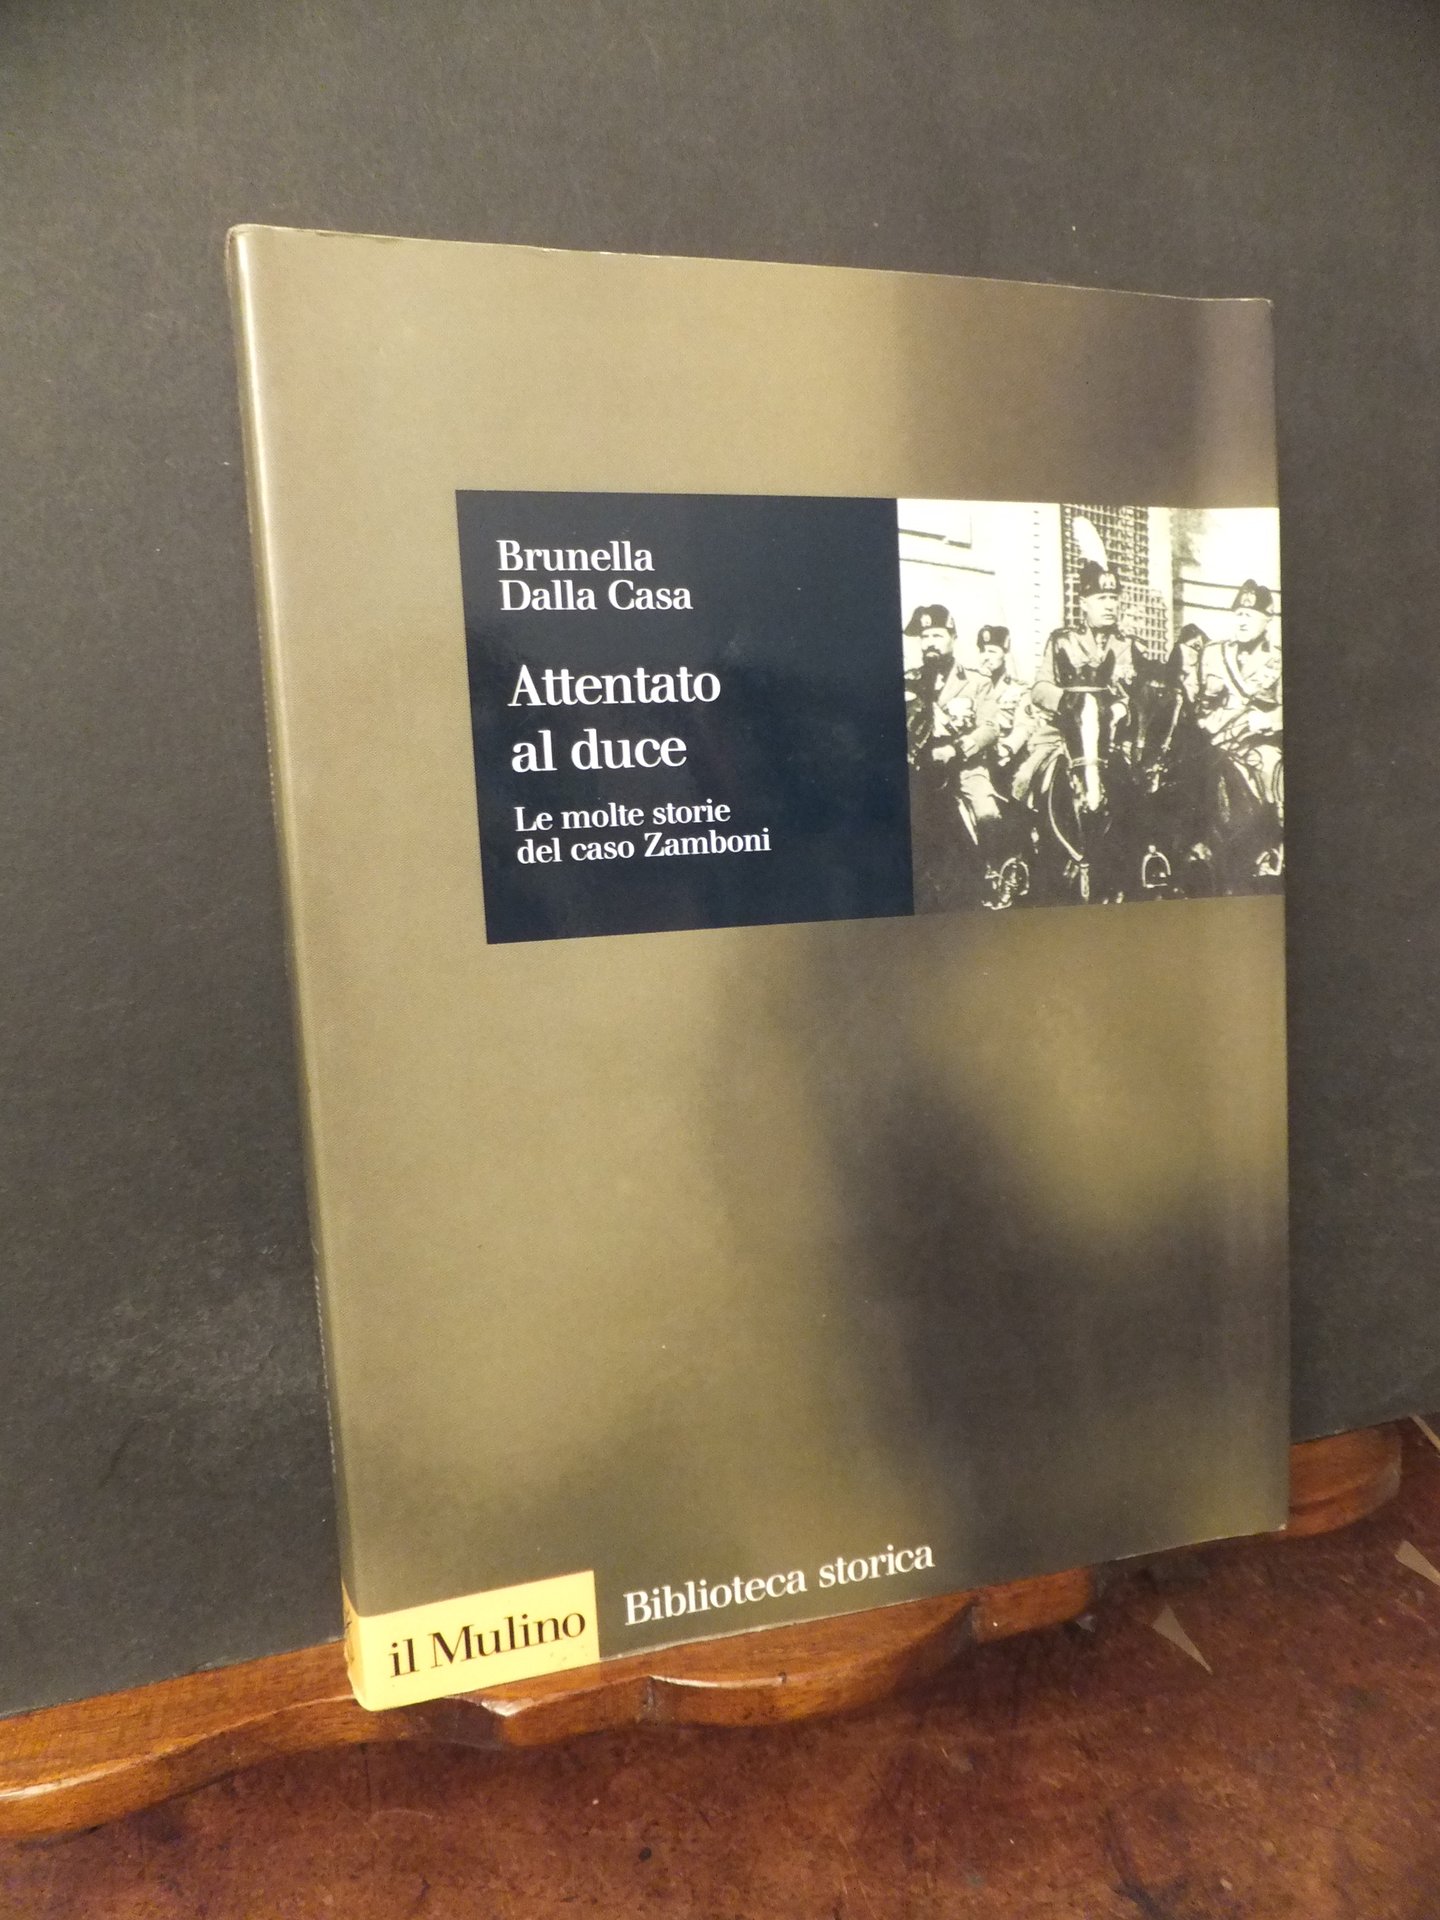 Brunella
Dalla Casa
Attentato
al duce
Le molte storie
del caso Zamboni
il Mulino
Biblioteca storica